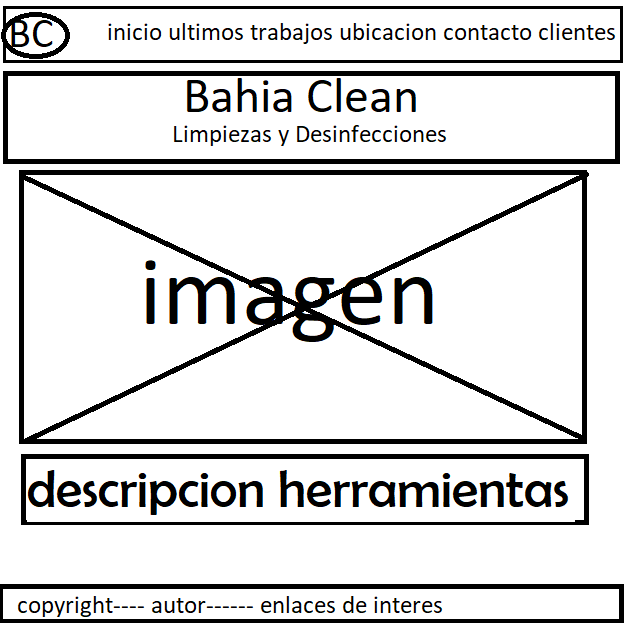 BC
inicio ultimos trabajos ubicacion contacto clientes
Bahia Clean
Limpiezas y Desinfecciones
imagen
descripcion herramientas
copyright---- autor------ enlaces de interes